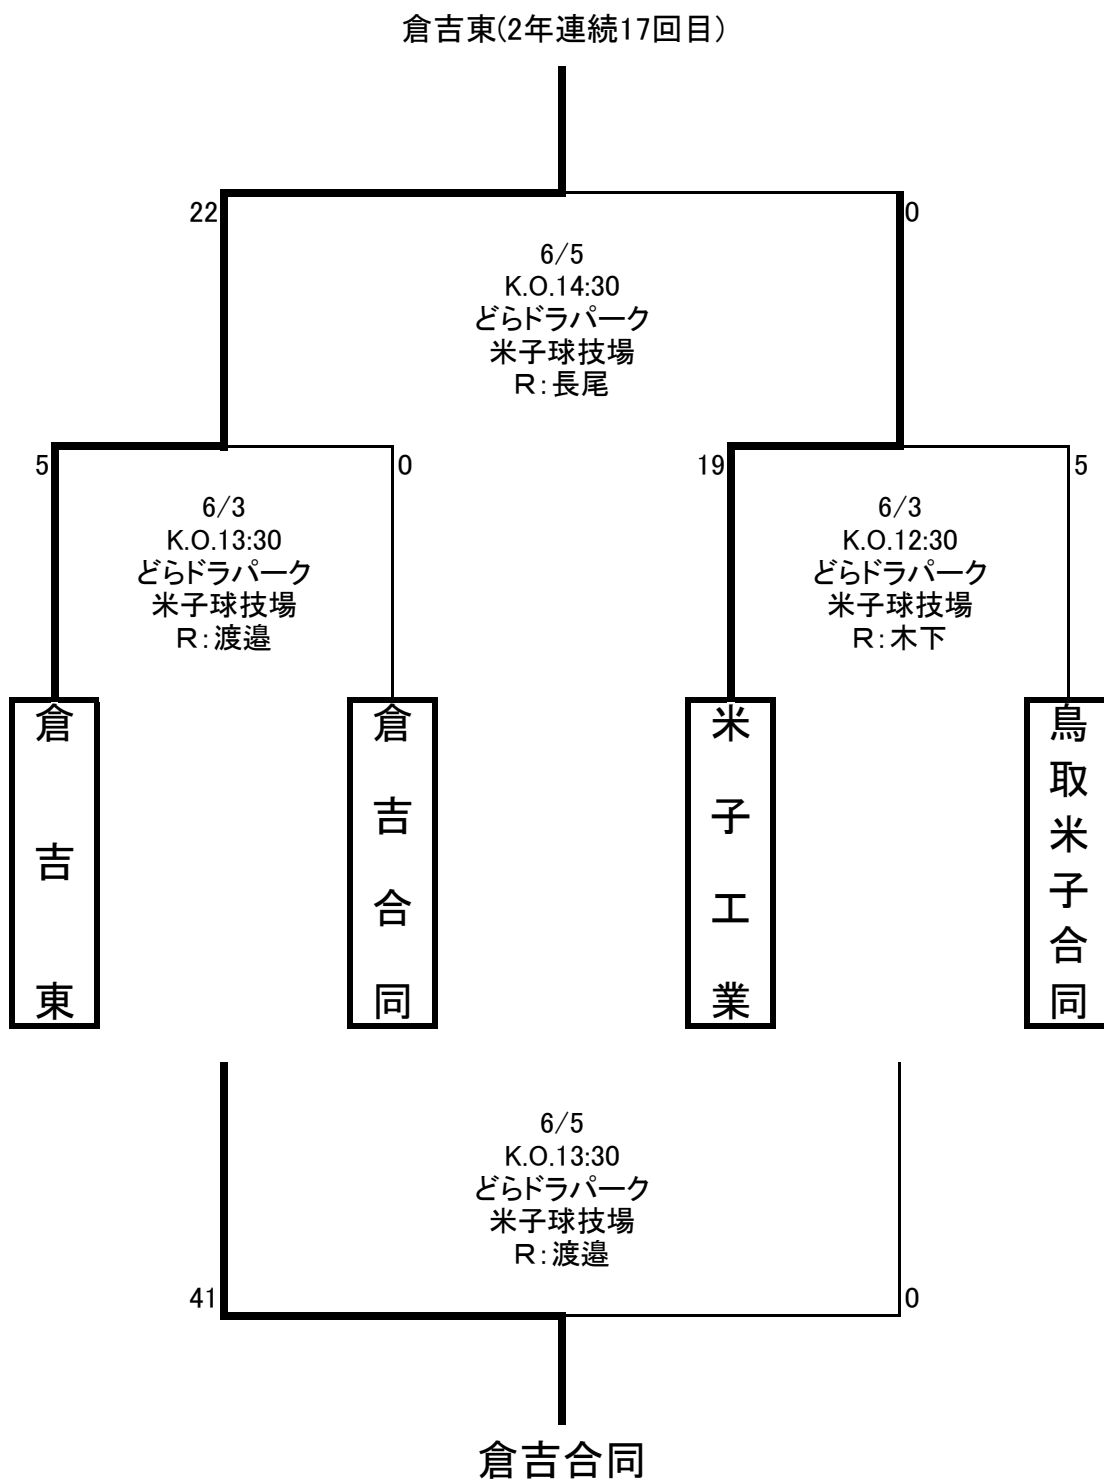 倉吉東(2年連続17回目)
22
0
6/5
K.O.14:30
どらドラパーク
米子球技場
R:長尾
5
0
19
5
6/3
K.O.13:30
どらドラパーク
米子球技場
R:渡邉
6/3
K.O.12:30
どらドラパーク
米子球技場
R:木下
倉吉東
倉吉合同
米子工業
鳥取米子合同
6/5
K.O.13:30
どらドラパーク
米子球技場
R:渡邉
41
0
倉吉合同